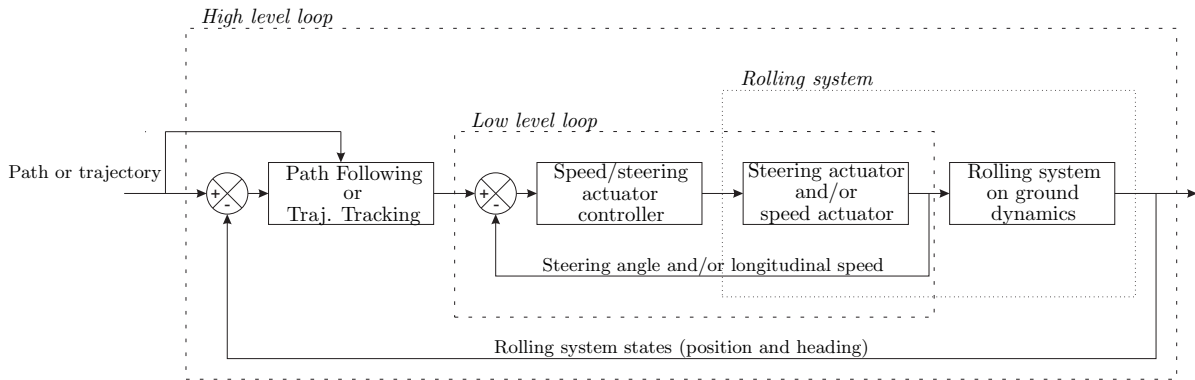 High level loop
Rolling system
Low level loop
Path or trajectory
+
-
Path Following
or
Traj. Tracking
+
-
Speed/steering
actuator
controller
Steering actuator
and/or
speed actuator
Rolling system
on ground
dynamics
Steering angle and/or longitudinal speed
Rolling system states (position and heading)